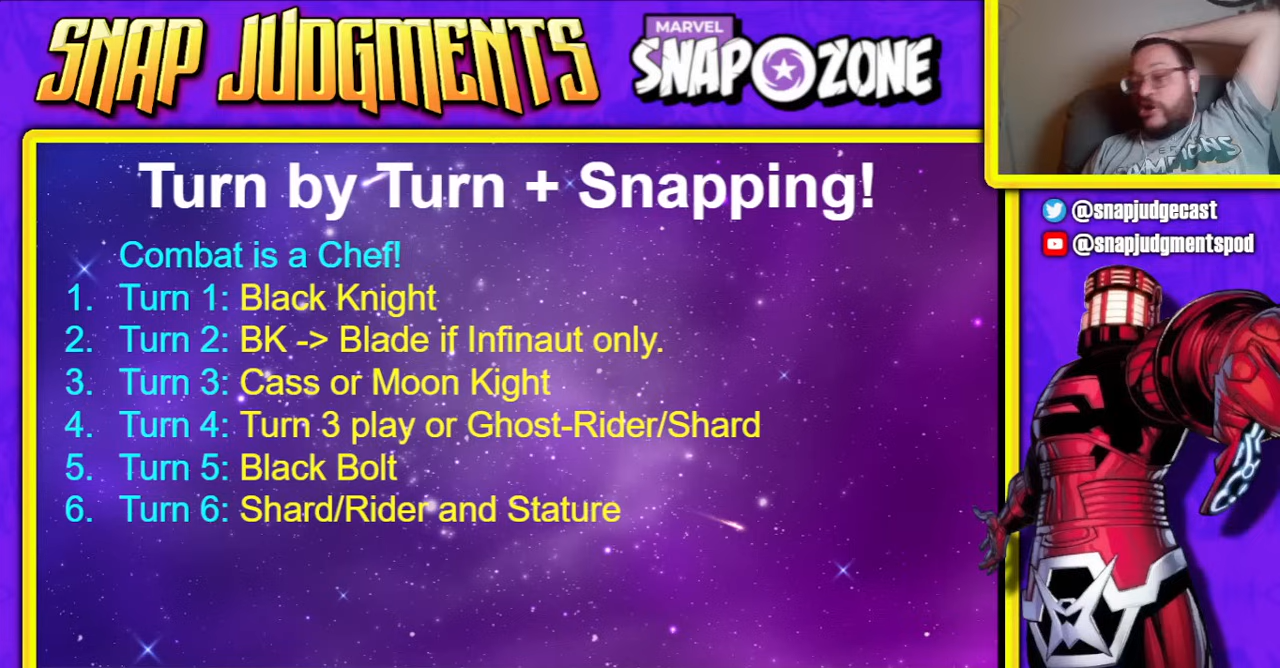 SNAP JUDGMENTS
MARVEL
SNAP ZONE
Turn by Turn + Snapping!
Combat is a Chef!
1. Turn 1: Black Knight
2. Turn 2: BK -> Blade if Infinaut only.
3. Turn 3: Cass or Moon Kight
4. Turn 4: Turn 3 play or Ghost-Rider/Shard
5. Turn 5: Black Bolt
6. Turn 6: Shard/Rider and Stature
@snapjudgecast
@snapjudgmentspod